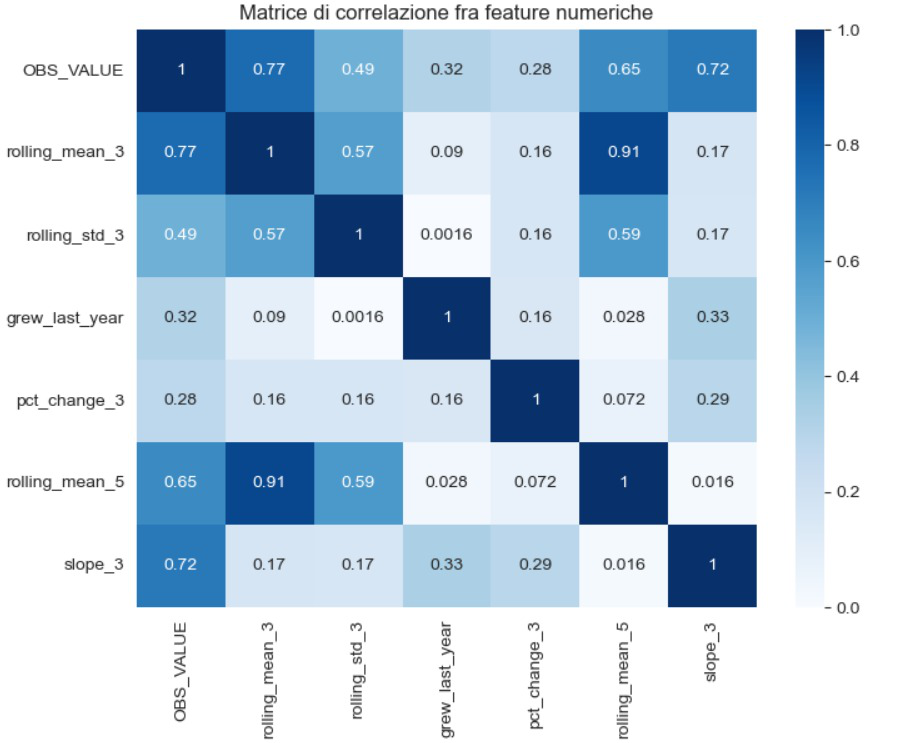 Matrice di correlazione fra feature numeriche
OBS_VALUE 1 0.77 0.49 0.32 0.28 0.65 0.72
rolling_mean_3 0.77 1 0.57 0.09 0.16 0.91 0.17
rolling_std_3 0.49 0.57 1 0.0016 0.16 0.59 0.17
grew_last_year 0.32 0.09 0.0016 1 0.16 0.028 0.33
pct_change_3 0.28 0.16 0.16 0.16 1 0.072 0.29
rolling_mean_5 0.65 0.91 0.59 0.028 0.072 1 0.016
slope_3 0.72 0.17 0.17 0.33 0.29 0.016 1
OBS_VALUE
rolling_mean_3
rolling_std_3
grew_last_year
pct_change_3
rolling_mean_5
slope_3
1.0
0.8
0.6
0.4
0.2
0.0